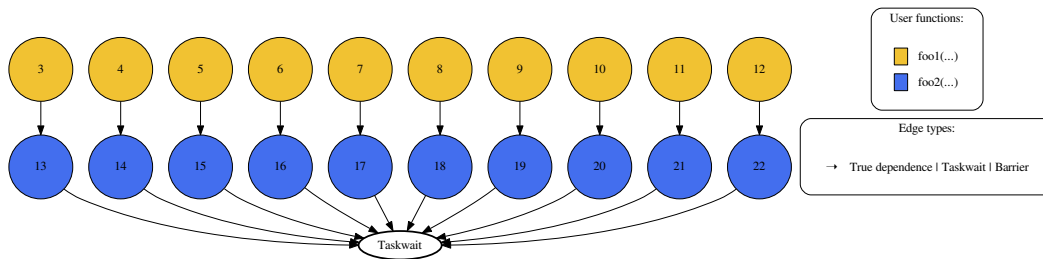 User functions:
3 4 5 6 7 8 9 10 11 12
foo1(...)
foo2(...)
Edge types:
13 14 15 16 17 18 19 20 21 22
True dependence | Taskwait | Barrier
Taskwait